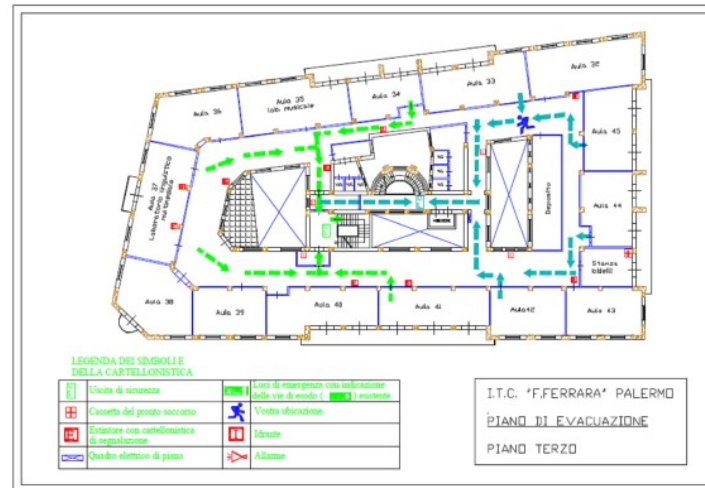 Aula 32
Aula 33
Aula 34
Aula 35
lab musicale
Aula 36
Aula 45
Aula 37
Laboratorio linguistico
multimediale
Deposito
Aula 44
Stanza
bidelli
Aula 38
Aula 39
Aula 40
Aula 41
Aula42
Aula 43
LEGENDA DEI SIMBOLI E
DELLA CARTELLONISTICA
Uscita di sicurezza
Luci di emergenza con indicazione
delle vie di esodo ( ) esistente
Cassetta del pronto soccorso
Vostra ubicazione
Estintore con cartellonistica
di segnalazione
Idrante
Quadro elettrico di piano
Allarme
I.T.C. "F.FERRARA" PALERMO
PIANO DI EVACUAZIONE
PIANO TERZO